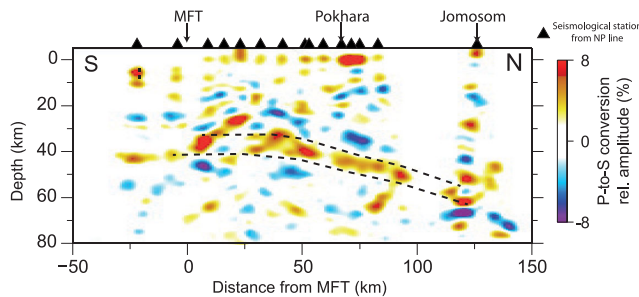 MFT
Pokhara
Jomosom
Seismological station
from NP line
S
N
0
20
40
60
80
Depth (km)
−50
0
50
100
150
Distance from MFT (km)
8
0
-8
P-to-S conversion
rel. amplitude (%)